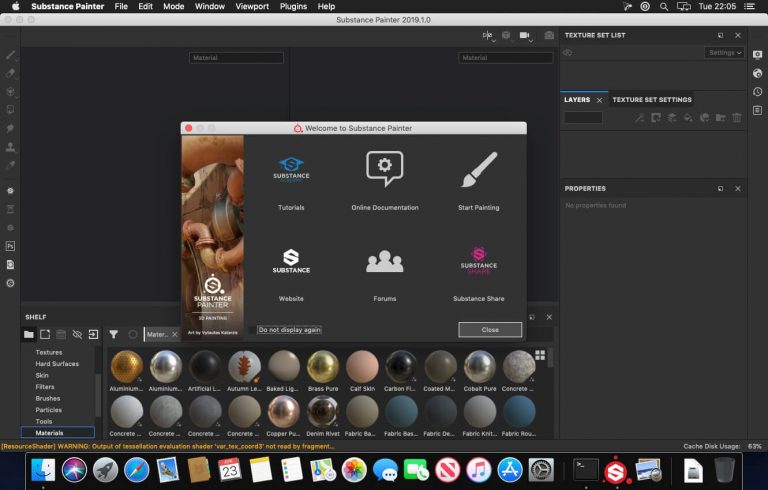 Substance Painter File Edit Mode Window Viewport Plugins Help Tue 22:05
Substance Painter 2019.1.0
Material
Material
TEXTURE SET LIST
Settings
LAYERS
TEXTURE SET SETTINGS
PROPERTIES
No properties found
Welcome to Substance Painter
SUBSTANCE
Tutorials
Online Documentation
Start Painting
SUBSTANCE
Website
Forums
SUBSTANCE
SHARE
Substance Share
SUBSTANCE
PAINTER
3D PAINTING
Art by Vytautas Katarzis
Do not display again
Close
SHELF
Mater...
Textures
Hard Surfaces
Skin
Filters
Brushes
Particles
Tools
Materials
Aluminium... Aluminium... Artificial L... Autumn Le... Baked Lig... Brass Pure Calf Skin Carbon Fi... Coated M... Cobalt Pure Concrete ...
Concrete ... Concrete ... Concrete ... Copper Pu... Denim Rivet Fabric Bas... Fabric Bas... Fabric De... Fabric Knit... Fabric Rou...
[ResourceShader] WARNING: Output of tessellation evaluation shader 'var_tex_coord3' not read by fragment...
Cache Disk Usage: 63%
Ps
23